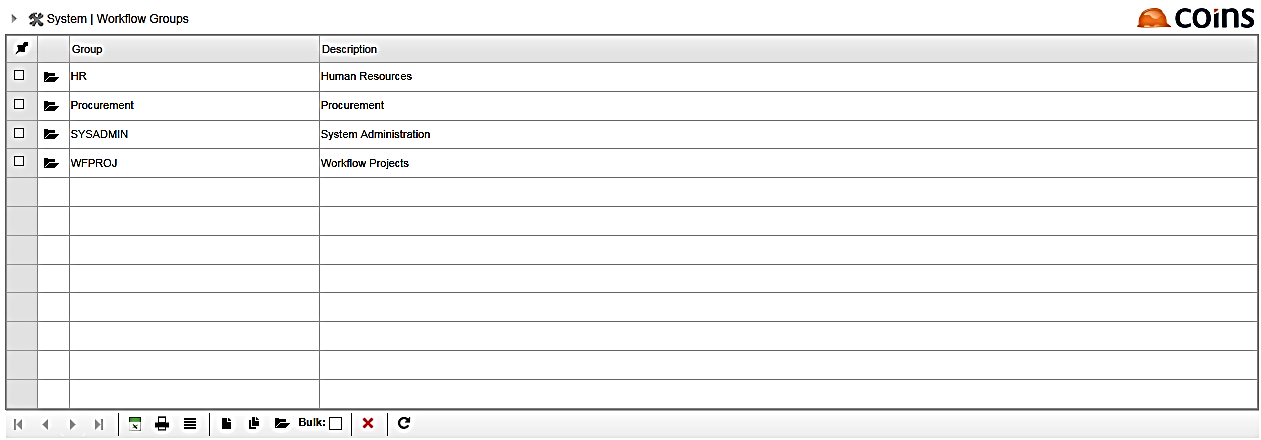 System | Workflow Groups
coins
Group Description
HR Human Resources
Procurement Procurement
SYSADMIN System Administration
WFPROJ Workflow Projects
Bulk: